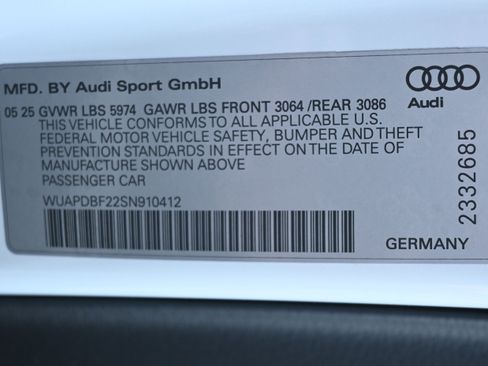 MFD. BY Audi Sport GmbH
05 25 GVWR LBS 5974 GAWR LBS FRONT 3064 /REAR 3086
THIS VEHICLE CONFORMS TO ALL APPLICABLE U.S.
FEDERAL MOTOR VEHICLE SAFETY, BUMPER AND THEFT
PREVENTION STANDARDS IN EFFECT ON THE DATE OF
MANUFACTURE SHOWN ABOVE
PASSENGER CAR
WUAPDBF22SN910412
Audi
2332685
GERMANY